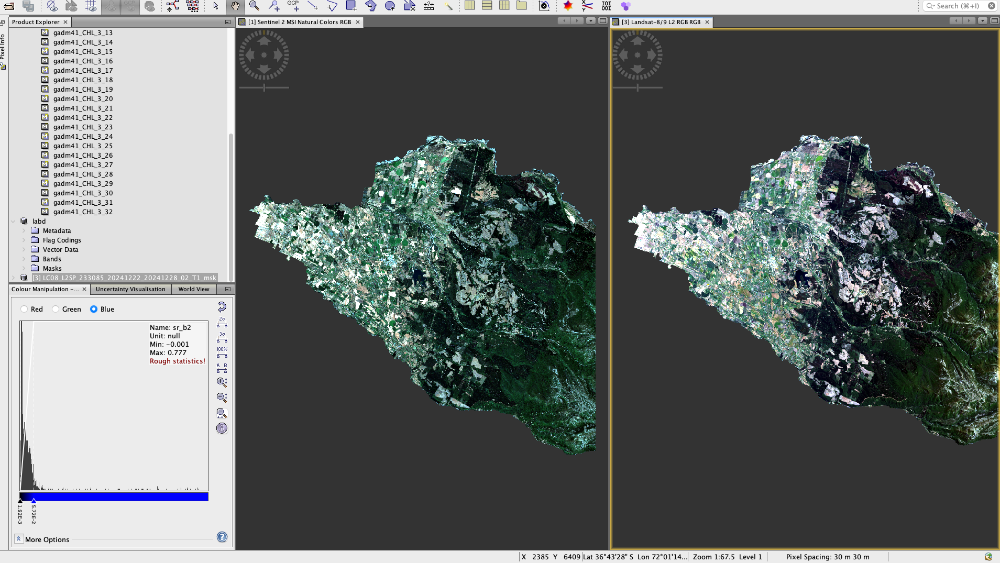 GCP
GCP
X
Y
IOI
OOI
Search (⌘+I)
Pixel Info
Product Explorer
[1] Sentinel 2 MSI Natural Colors RGB
[3] Landsat-8/9 L2 RGB RGB
gadm41_CHL_3_13
gadm41_CHL_3_14
gadm41_CHL_3_15
gadm41_CHL_3_16
gadm41_CHL_3_17
gadm41_CHL_3_18
gadm41_CHL_3_19
gadm41_CHL_3_20
gadm41_CHL_3_21
gadm41_CHL_3_22
gadm41_CHL_3_23
gadm41_CHL_3_24
gadm41_CHL_3_25
gadm41_CHL_3_26
gadm41_CHL_3_27
gadm41_CHL_3_28
gadm41_CHL_3_29
gadm41_CHL_3_30
gadm41_CHL_3_31
gadm41_CHL_3_32
labd
Metadata
Flag Codings
Vector Data
Bands
Masks
[3] LC08_L2SP_233085_20241222_20241228_02_T1_msk
Colour Manipulation -... Uncertainty Visualisation World View
Red Green Blue
Name: sr_b2
Unit: null
Min: -0.001
Max: 0.777
Rough statistics!
2σ
3σ
100%
A B
1.92E-3
5.72E-2
More Options
X 2385 Y 6409 Lat 36°43'28" S Lon 72°01'14... Zoom 1:67.5 Level 1 Pixel Spacing: 30 m 30 m